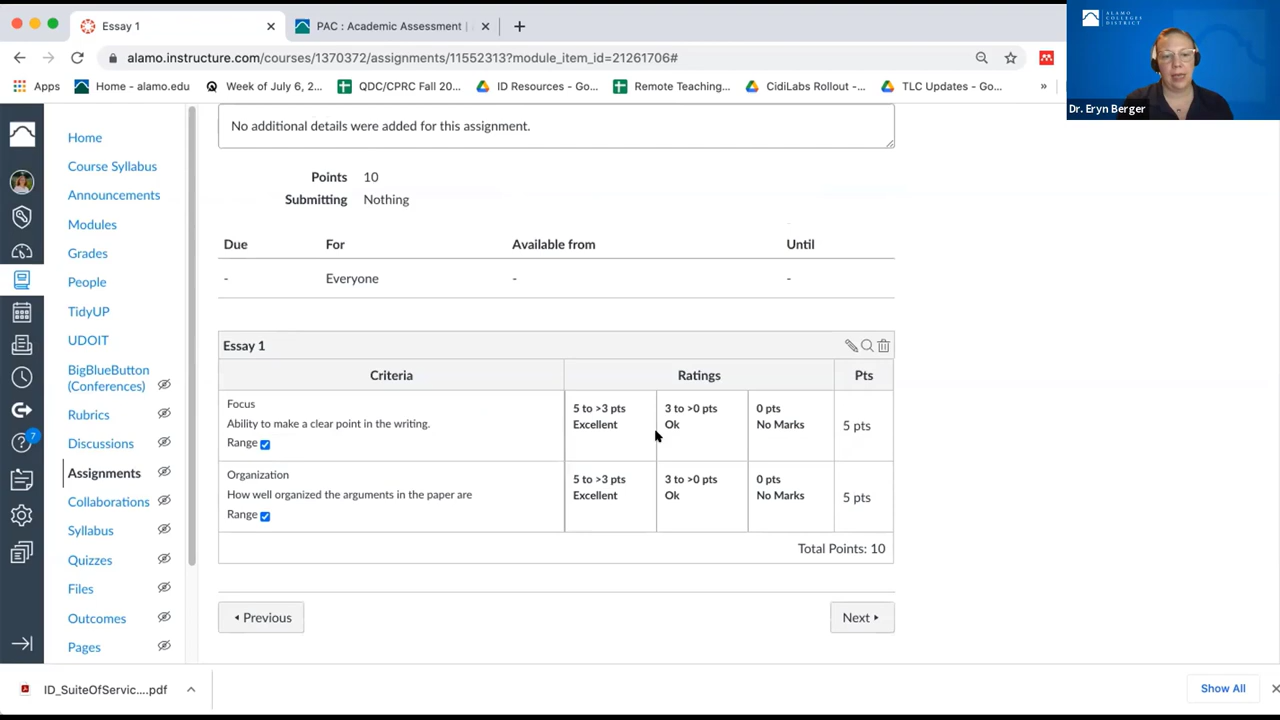 Essay 1
PAC : Academic Assessment |
alamo.instructure.com/courses/1370372/assignments/11552313?module_item_id=21261706#
Apps
Home - alamo.edu
Week of July 6, 2...
QDC/CPRC Fall 20...
ID Resources - Go...
Remote Teaching...
CidiLabs Rollout -...
TLC Updates - Go...
»
ALAMO
COLLEGES
DISTRICT
Dr. Eryn Berger
7
Home
Course Syllabus
Announcements
Modules
Grades
People
TidyUP
UDOIT
BigBlueButton
(Conferences)
Rubrics
Discussions
Assignments
Collaborations
Syllabus
Quizzes
Files
Outcomes
Pages
No additional details were added for this assignment.
Points 10
Submitting Nothing
Due For Available from Until
- Everyone - -
Essay 1
Criteria Ratings Pts
Focus
Ability to make a clear point in the writing.
Range
5 to >3 pts
Excellent
3 to >0 pts
Ok
0 pts
No Marks
5 pts
Organization
How well organized the arguments in the paper are
Range
5 to >3 pts
Excellent
3 to >0 pts
Ok
0 pts
No Marks
5 pts
Total Points: 10
Previous
Next
ID_SuiteOfServic....pdf
Show All